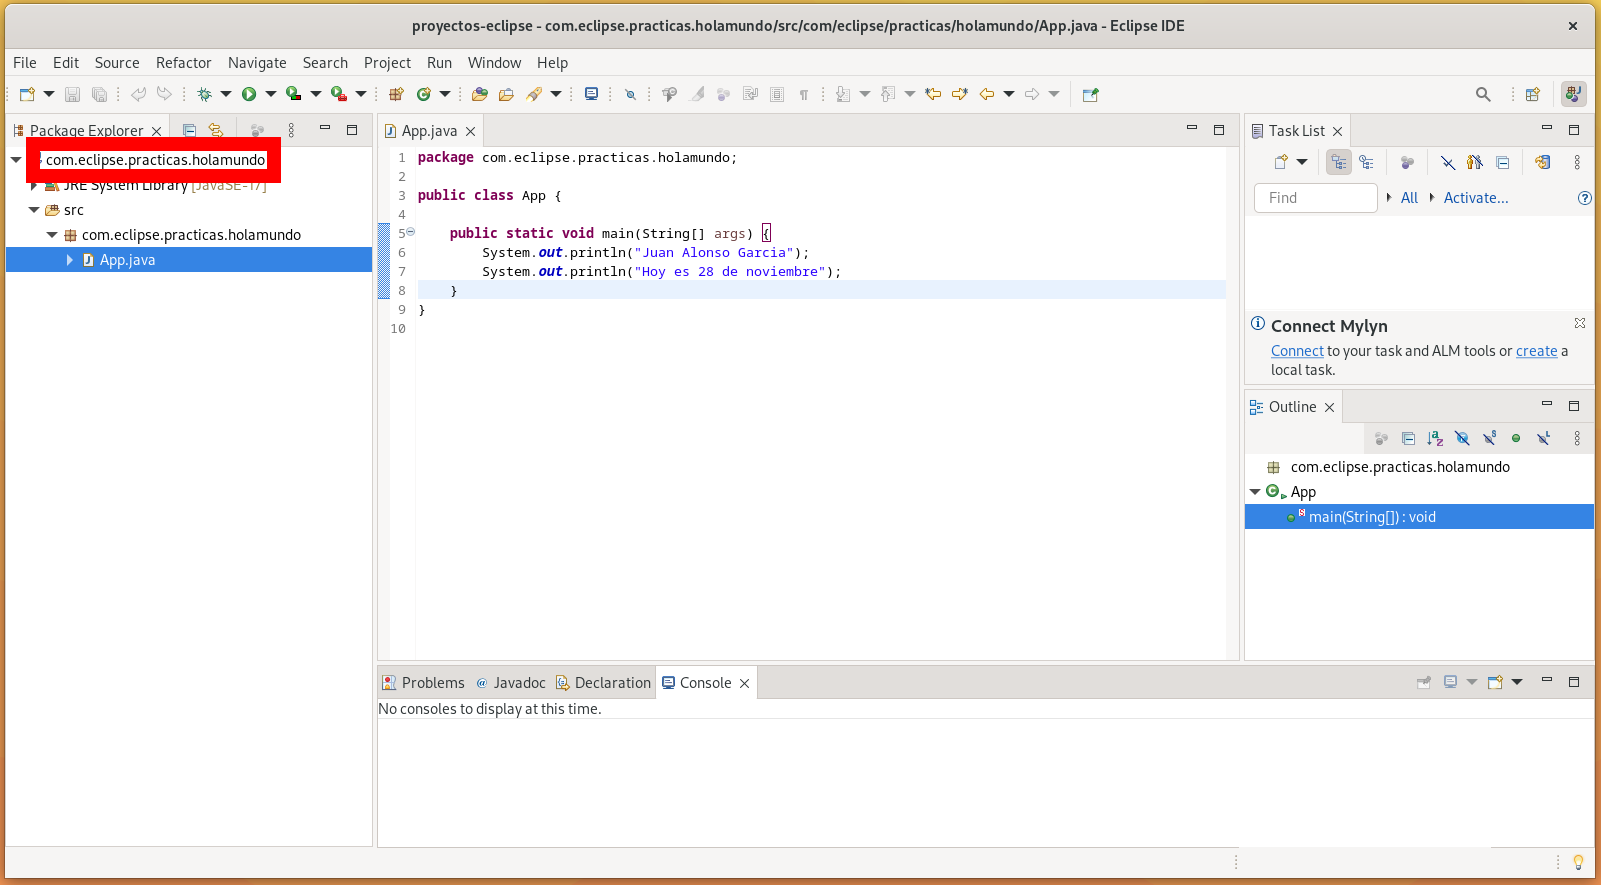 proyectos-eclipse - com.eclipse.practicas.holamundo/src/com/eclipse/practicas/holamundo/App.java - Eclipse IDE
File Edit Source Refactor Navigate Search Project Run Window Help
Package Explorer
com.eclipse.practicas.holamundo
JRE System Library [JavaSE-17]
src
com.eclipse.practicas.holamundo
App.java
App.java
1 package com.eclipse.practicas.holamundo;
2
3 public class App {
4
5 public static void main(String[] args) {
6 System.out.println("Juan Alonso Garcia");
7 System.out.println("Hoy es 28 de noviembre");
8 }
9 }
10
Task List
Find All Activate...
Connect Mylyn
Connect to your task and ALM tools or create a
local task.
Outline
com.eclipse.practicas.holamundo
App
main(String[]) : void
Problems Javadoc Declaration Console
No consoles to display at this time.